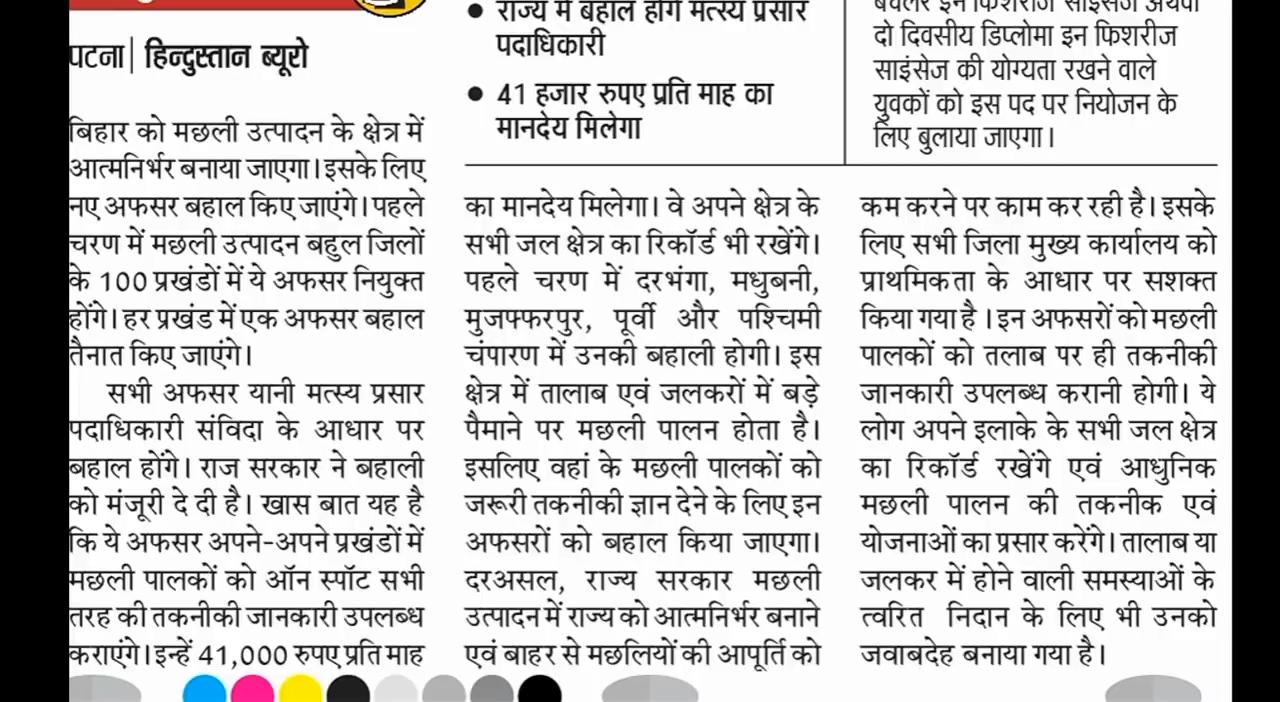 पटना| हिन्दुस्तान ब्यूरो
बिहार को मछली उत्पादन के क्षेत्र में
आत्मनिर्भर बनाया जाएगा। इसके लिए
नए अफसर बहाल किए जाएंगे। पहले
चरण में मछली उत्पादन बहुल जिलों
के 100 प्रखंडों में ये अफसर नियुक्त
होंगे। हर प्रखंड में एक अफसर बहाल
तैनात किए जाएंगे।
सभी अफसर यानी मत्स्य प्रसार
पदाधिकारी संविदा के आधार पर
बहाल होंगे। राज सरकार ने बहाली
को मंजूरी दे दी है। खास बात यह है
कि ये अफसर अपने-अपने प्रखंडों में
मछली पालकों को ऑन स्पॉट सभी
तरह की तकनीकी जानकारी उपलब्ध
कराएंगे। इन्हें 41,000 रुपए प्रति माह
• राज्य में बहाल होंगे मत्स्य प्रसार
पदाधिकारी
• 41 हजार रुपए प्रति माह का
मानदेय मिलेगा
बैचलर इन फिशरीज साइंसेज अथवा
दो दिवसीय डिप्लोमा इन फिशरीज
साइंसेज की योग्यता रखने वाले
युवकों को इस पद पर नियोजन के
लिए बुलाया जाएगा।
का मानदेय मिलेगा। वे अपने क्षेत्र के
सभी जल क्षेत्र का रिकॉर्ड भी रखेंगे।
पहले चरण में दरभंगा, मधुबनी,
मुजफ्फरपुर, पूर्वी और पश्चिमी
चंपारण में उनकी बहाली होगी। इस
क्षेत्र में तालाब एवं जलकरों में बड़े
पैमाने पर मछली पालन होता है।
इसलिए वहां के मछली पालकों को
जरूरी तकनीकी ज्ञान देने के लिए इन
अफसरों को बहाल किया जाएगा।
दरअसल, राज्य सरकार मछली
उत्पादन में राज्य को आत्मनिर्भर बनाने
एवं बाहर से मछलियों की आपूर्ति को
कम करने पर काम कर रही है। इसके
लिए सभी जिला मुख्य कार्यालय को
प्राथमिकता के आधार पर सशक्त
किया गया है । इन अफसरों को मछली
पालकों को तलाब पर ही तकनीकी
जानकारी उपलब्ध करानी होगी। ये
लोग अपने इलाके के सभी जल क्षेत्र
का रिकॉर्ड रखेंगे एवं आधुनिक
मछली पालन की तकनीक एवं
योजनाओं का प्रसार करेंगे। तालाब या
जलकर में होने वाली समस्याओं के
त्वरित निदान के लिए भी उनको
जवाबदेह बनाया गया है।